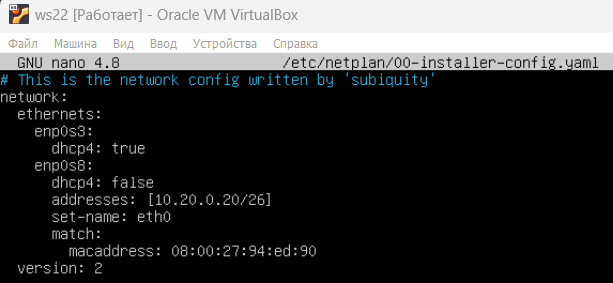 ws22 [Работает] - Oracle VM VirtualBox
Файл Машина Вид Ввод Устройства Справка
GNU nano 4.8 /etc/netplan/00-installer-config.yaml
# This is the network config written by 'subiquity'
network:
  ethernets:
    enp0s3:
      dhcp4: true
    enp0s8:
      dhcp4: false
      addresses: [10.20.0.20/26]
      set-name: eth0
      match:
        macaddress: 08:00:27:94:ed:90
  version: 2